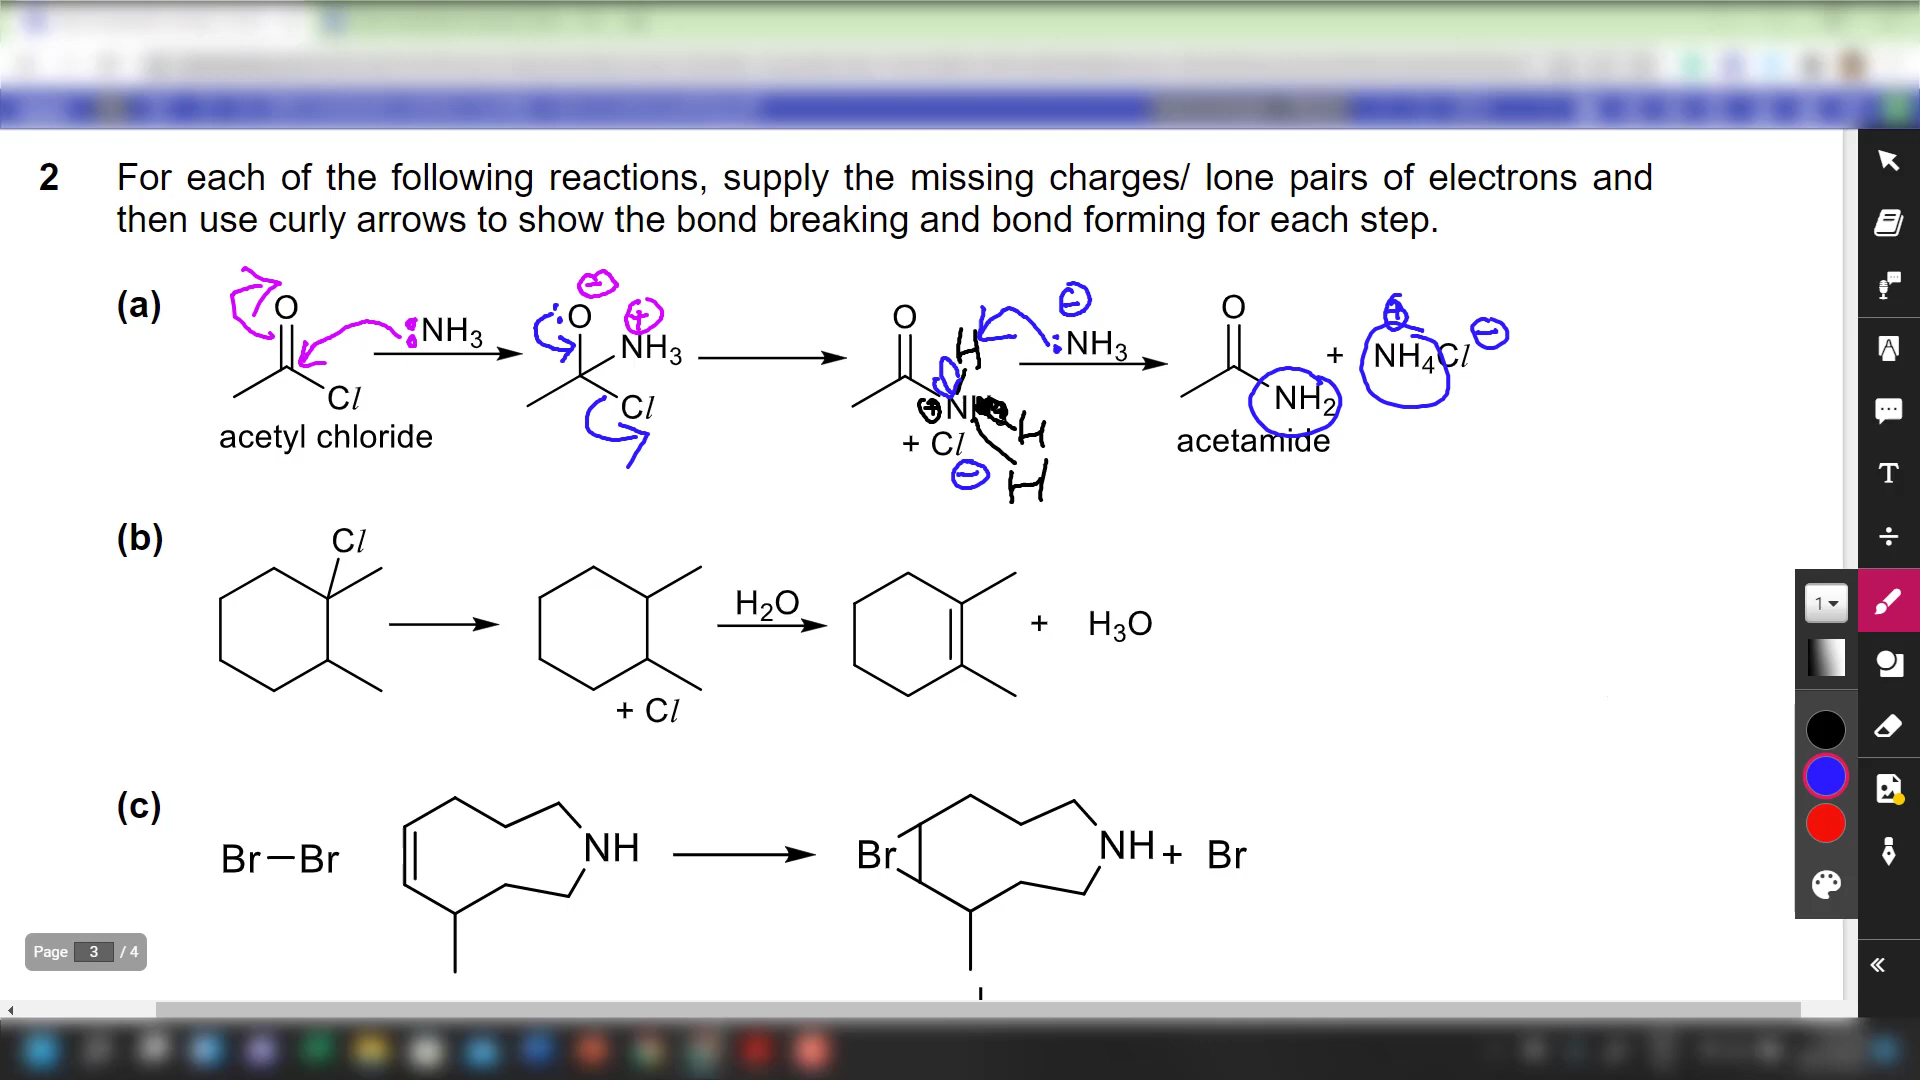 2 For each of the following reactions, supply the missing charges/ lone pairs of electrons and
then use curly arrows to show the bond breaking and bond forming for each step.
(a)
O
Cl
acetyl chloride
:NH3
:O
⊖
⊕
NH3
Cl
O
H
⊕ N
H
H
+ Cl
⊖
⊖
:NH3
O
NH2
acetamide
+
⊕
NH4Cl
⊖
(b)
Cl
+ Cl
H2O
+ H3O
(c)
Br–Br
NH
Br
NH + Br
Page 3 / 4
1
A
T
÷